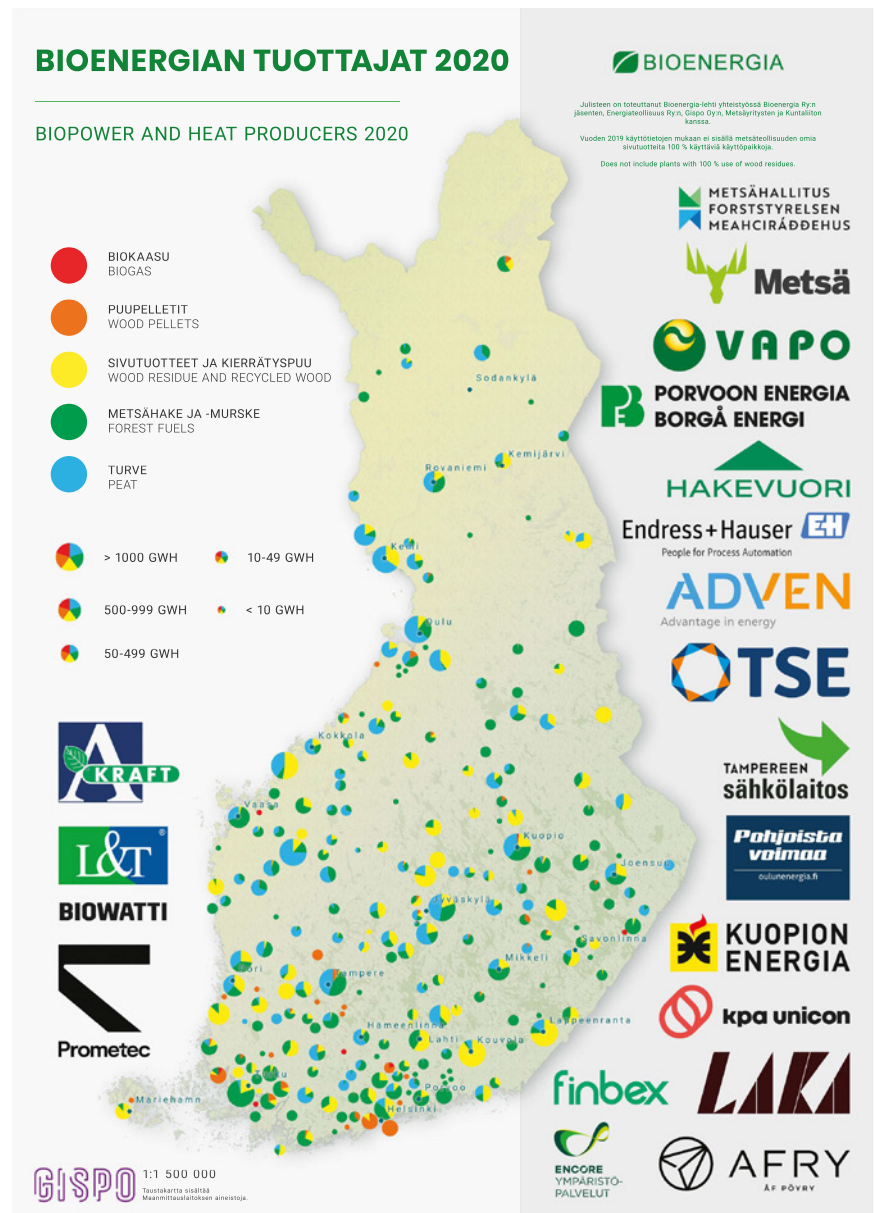 BIOENERGIAN TUOTTAJAT 2020
BIOPOWER AND HEAT PRODUCERS 2020
BIOENERGIA
Julisteen on toteuttanut Bioenergia-lehti yhteistyössä Bioenergia Ry:n
jäsenten, Energiateollisuus Ry:n, Gispo Oy:n, Metsäyritysten ja Kuntaliiton
kanssa.
Vuoden 2019 käyttötietojen mukaan ei sisällä metsäteollisuuden omia
sivutuotteita 100 % käyttäviä käyttöpaikkoja.
Does not include plants with 100 % use of wood residues.
BIOKAASU
BIOGAS
PUUPELLETIT
WOOD PELLETS
SIVUTUOTTEET JA KIERRÄTYSPUU
WOOD RESIDUE AND RECYCLED WOOD
METSÄHAKE JA -MURSKE
FOREST FUELS
TURVE
PEAT
> 1000 GWH
10-49 GWH
500-999 GWH
< 10 GWH
50-499 GWH
Sodankylä
Kemijärvi
Rovaniemi
Kemi
Oulu
Kokkola
Vaasa
Kuopio
Joensuu
Jyväskylä
Savonlinna
Mikkeli
Pori
Tampere
Lappeenranta
Hämeenlinna
Lahti
Kouvola
Turku
Porvoo
Helsinki
Mariehamn
METSÄHALLITUS
FORSTSTYRELSEN
MEAHCIRÁĐĐEHUS
Metsä
VAPO
PORVOON ENERGIA
BORGÅ ENERGI
HAKEVUORI
Endress+Hauser EH
People for Process Automation
ADVEN
Advantage in energy
TSE
TAMPEREEN
sähkölaitos
Pohjoista
voimaa
oulunenergia.fi
KUOPION
ENERGIA
kpa unicon
finbex
LAKA
ENCORE
YMPÄRISTÖ-
PALVELUT
AFRY
ÅF PÖYRY
A
KRAFT
L&T
BIOWATTI
Prometec
GISPO
1:1 500 000
Taustakartta sisältää
Maanmittauslaitoksen aineistoja.